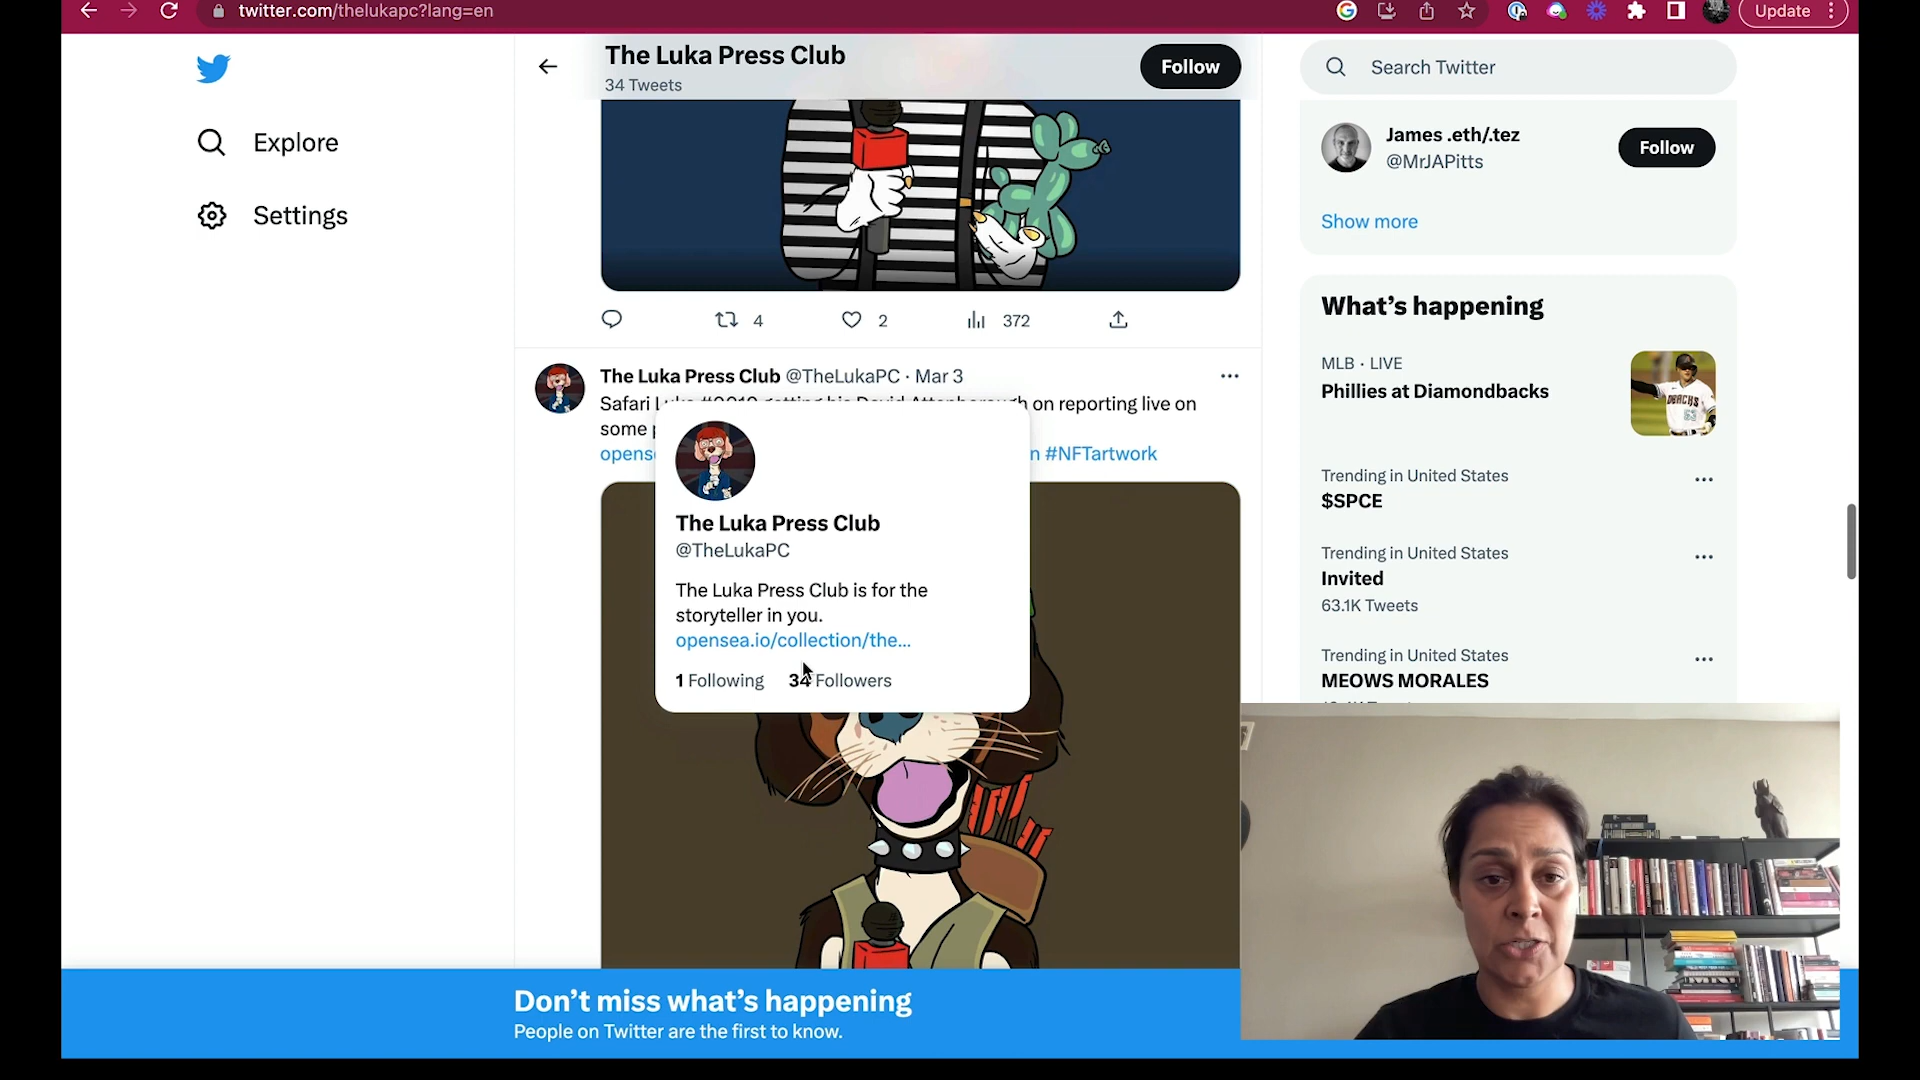 twitter.com/thelukapc?lang=en
Update
The Luka Press Club
34 Tweets
Follow
Search Twitter
Explore
Settings
James .eth/.tez
@MrJAPitts
Follow
Show more
4
2
372
What's happening
MLB · LIVE
Phillies at Diamondbacks
Trending in United States
$SPCE
Trending in United States
Invited
63.1K Tweets
Trending in United States
MEOWS MORALES
The Luka Press Club @TheLukaPC · Mar 3
Safari on reporting live on
some
opens #NFTartwork
The Luka Press Club
@TheLukaPC
The Luka Press Club is for the
storyteller in you.
opensea.io/collection/the...
1 Following 34 Followers
Don't miss what's happening
People on Twitter are the first to know.